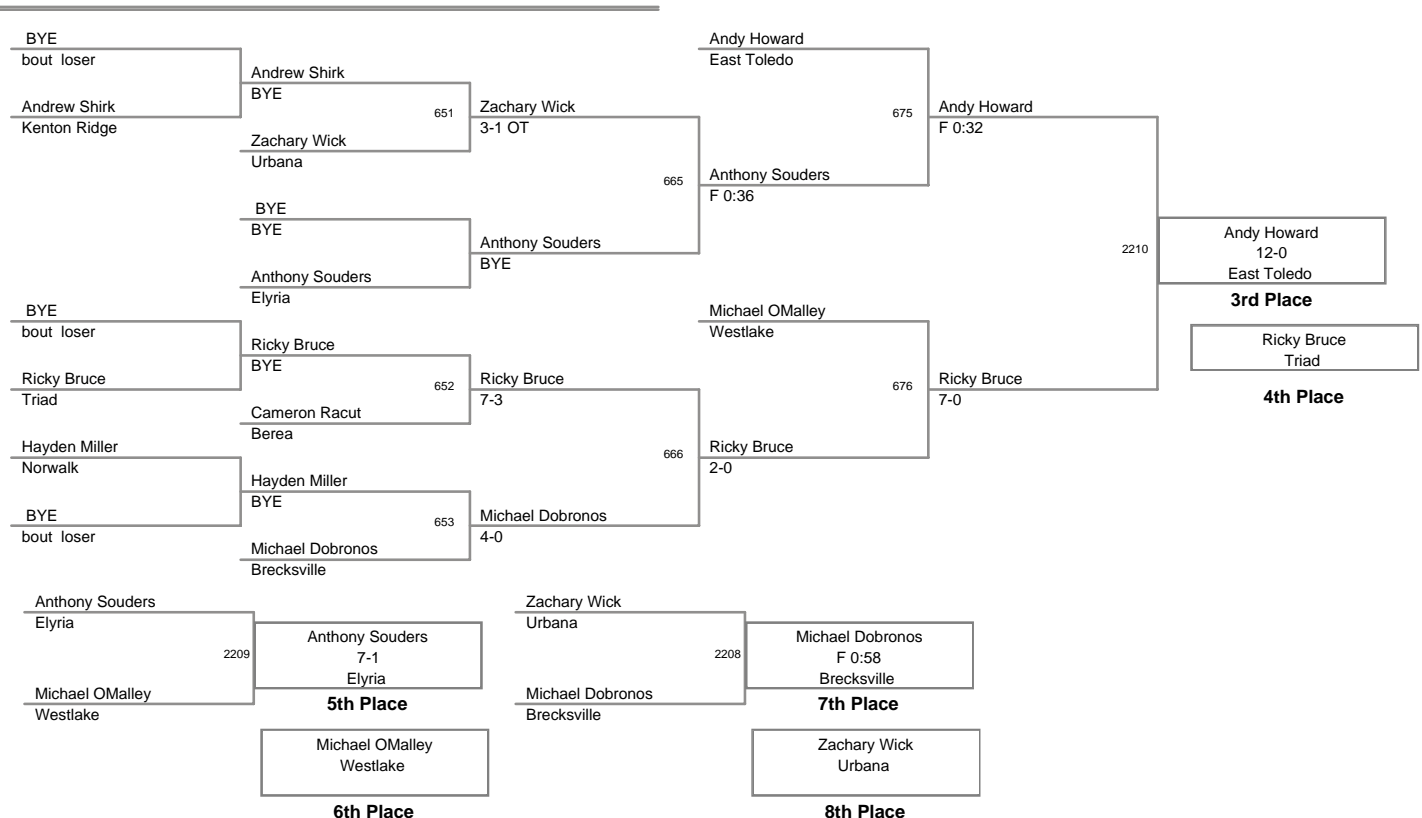 BYE
bout loser
Andrew Shirk
Kenton Ridge
Andrew Shirk
BYE
651
Zachary Wick
Urbana
Zachary Wick
3-1 OT
BYE
BYE
Anthony Souders
Elyria
Anthony Souders
BYE
665
Andy Howard
East Toledo
Anthony Souders
F 0:36
675
Andy Howard
F 0:32
BYE
bout loser
Ricky Bruce
Triad
Ricky Bruce
BYE
652
Cameron Racut
Berea
Ricky Bruce
7-3
Hayden Miller
Norwalk
BYE
bout loser
Hayden Miller
BYE
653
Michael Dobronos
Brecksville
Michael Dobronos
4-0
666
Michael OMalley
Westlake
Ricky Bruce
2-0
676
Ricky Bruce
7-0
2210
Andy Howard
12-0
East Toledo
3rd Place
Ricky Bruce
Triad
4th Place
Anthony Souders
Elyria
2209
Michael OMalley
Westlake
Anthony Souders
7-1
Elyria
5th Place
Michael OMalley
Westlake
6th Place
Zachary Wick
Urbana
2208
Michael Dobronos
Brecksville
Michael Dobronos
F 0:58
Brecksville
7th Place
Zachary Wick
Urbana
8th Place